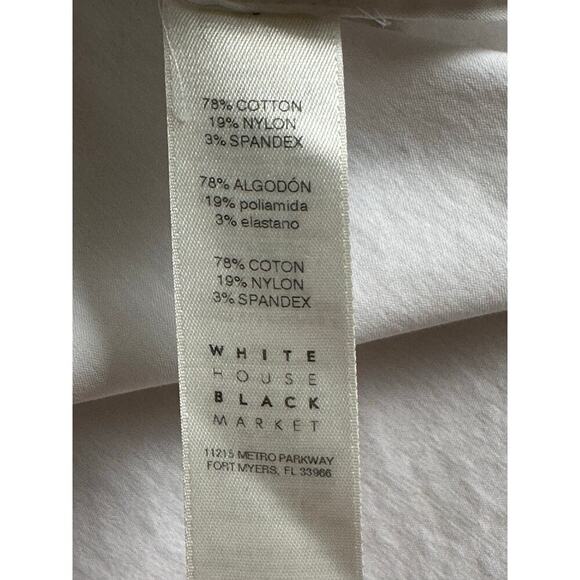 78% COTTON
19% NYLON
3% SPANDEX
78% ALGODÓN
19% poliamida
3% elastano
78% COTON
19% NYLON
3% SPANDEX
WHITE
HOUSE
BLACK
MARKET
11215 METRO PARKWAY
FORT MYERS, FL 33966